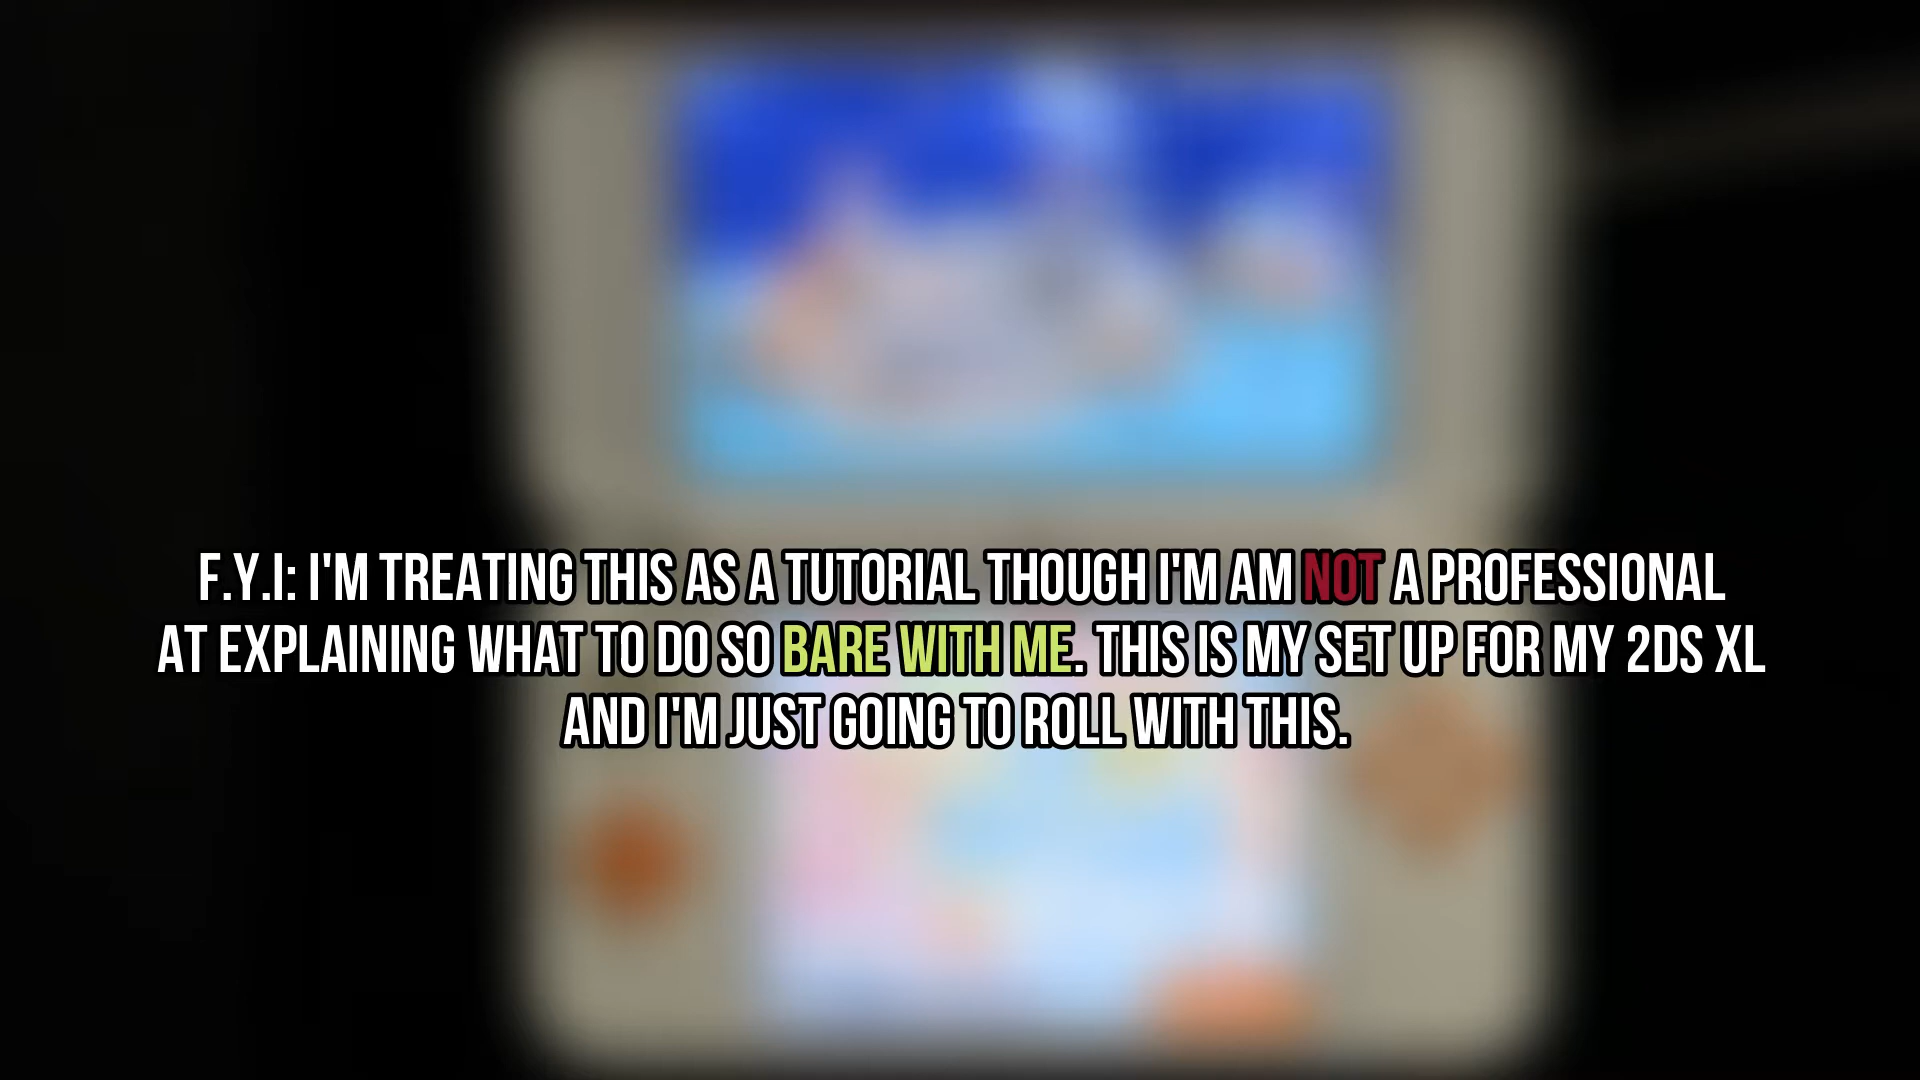 F.Y.I: I'M TREATING THIS AS A TUTORIAL THOUGH I'M AM NOT A PROFESSIONAL
AT EXPLAINING WHAT TO DO SO BARE WITH ME. THIS IS MY SET UP FOR MY 2DS XL
AND I'M JUST GOING TO ROLL WITH THIS.